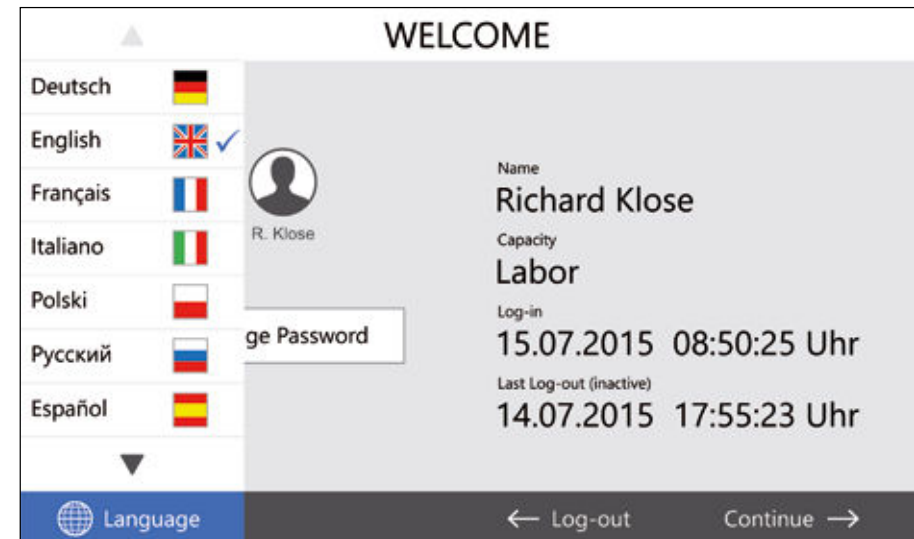 WELCOME
Deutsch
English
Français
Italiano
Polski
Русский
Español
R. Klose
ge Password
Name
Richard Klose
Capacity
Labor
Log-in
15.07.2015 08:50:25 Uhr
Last Log-out (inactive)
14.07.2015 17:55:23 Uhr
Language
← Log-out
Continue →